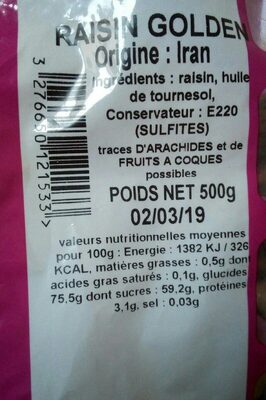 RAISIN GOLDEN
Origine : Iran
Ingrédients : raisin, huile
de tournesol,
Conservateur : E220
(SULFITES)
traces D'ARACHIDES et de
FRUITS A COQUES
possibles
POIDS NET 500g
02/03/19
valeurs nutritionnelles moyennes
pour 100g : Energie : 1382 KJ / 326
KCAL, matières grasses : 0,5g dont
acides gras saturés : 0,1g, glucides
75,5g dont sucres : 59,2g, protéines
3,1g, sel : 0,03g
3 276650 121533 >